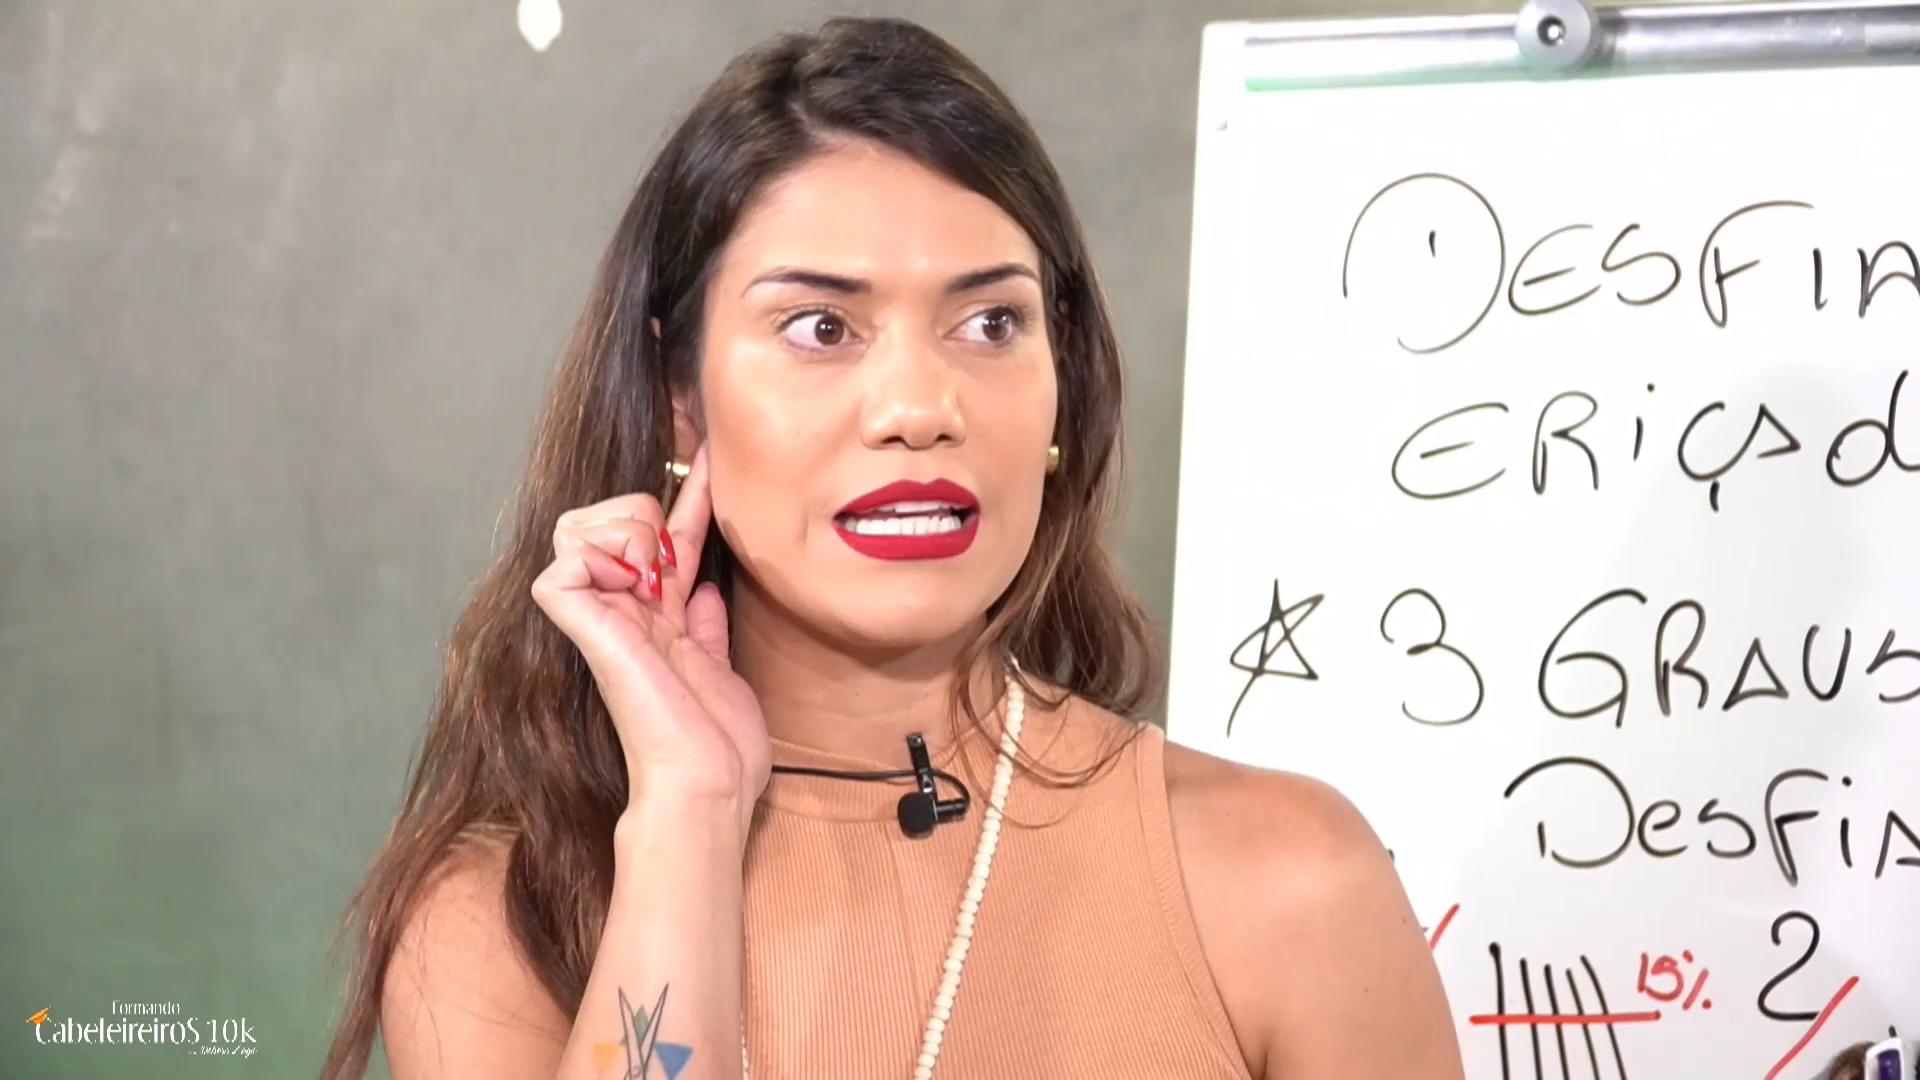 DESFIA
ERiÇAd
3 GRAUS
DesFiA
15%
2
Formando
CabeleireiroS 10k